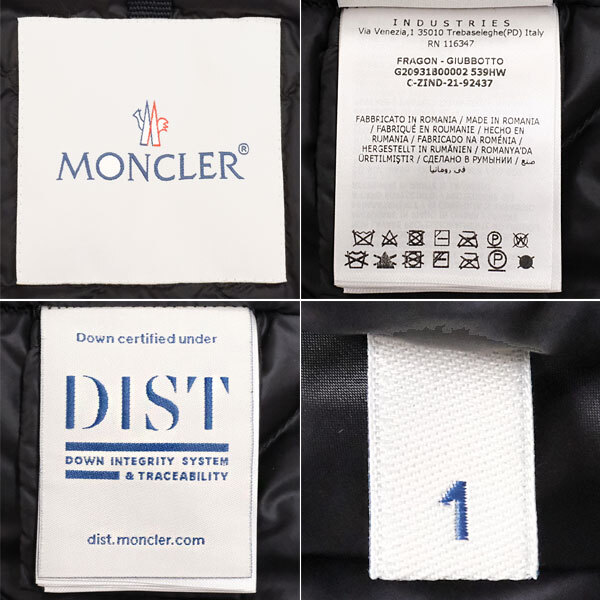 MONCLER®
INDUSTRIES
Via Venezia,1 35010 Trebaseleghe(PD) Italy
RN 116347
FRAGON - GIUBBOTTO
G20931B00002 539HW
C-ZIND-21-92437
FABBRICATO IN ROMANIA / MADE IN ROMANIA
/ FABRIQUÉ EN ROUMANIE / HECHO EN
RUMANÍA / FABRICADO NA ROMÉNIA /
HERGESTELLT IN RUMÄNIEN / ROMANYA'DA
ÜRETILMIŞTIR / СДЕЛАНО В РУМЫНИИ / صنع
في رومانيا
Down certified under
DIST
DOWN INTEGRITY SYSTEM
& TRACEABILITY
dist.moncler.com
1